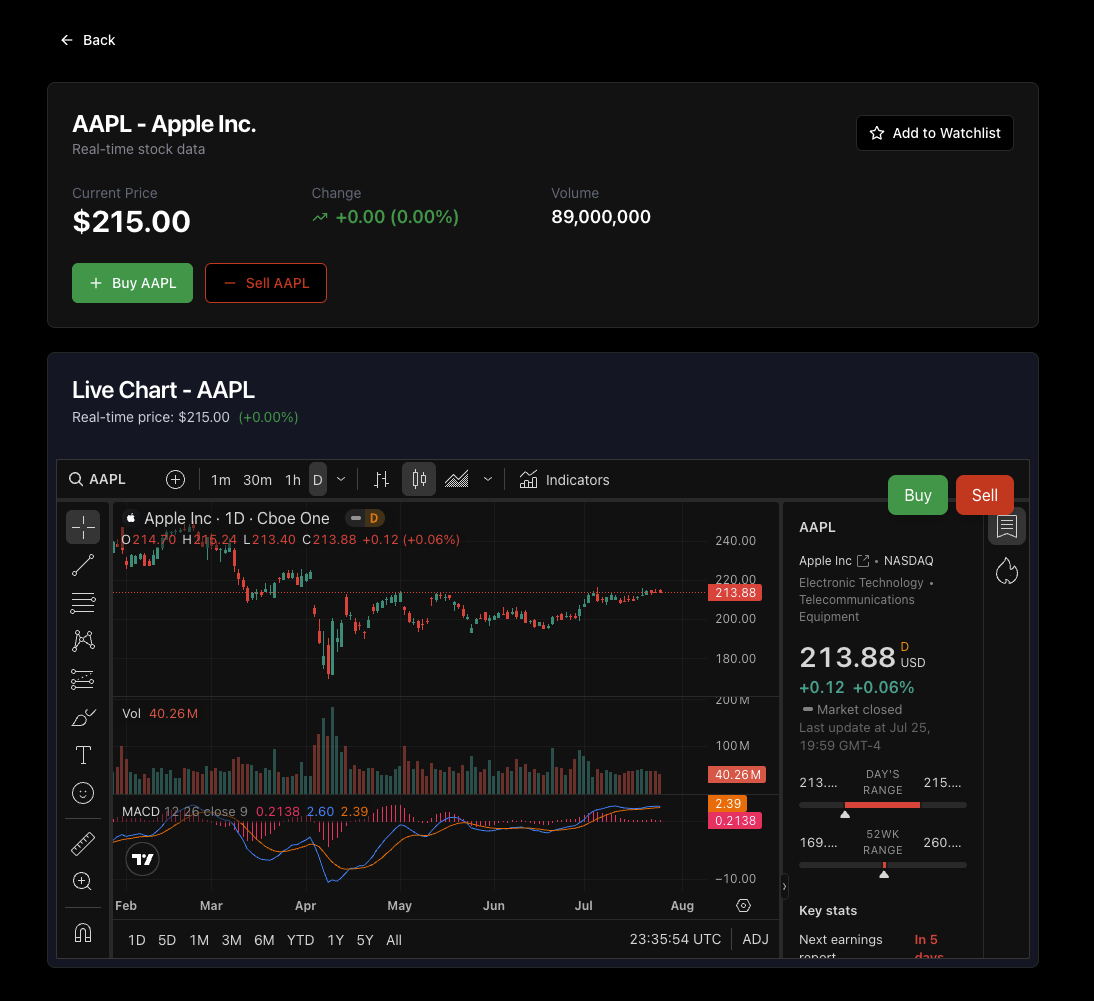 Back
AAPL - Apple Inc.
Real-time stock data
Add to Watchlist
Current Price
Change
Volume
$215.00
+0.00 (0.00%)
89,000,000
Buy AAPL
Sell AAPL
Live Chart - AAPL
Real-time price: $215.00 (+0.00%)
AAPL
1m 30m 1h D
Indicators
Buy
Sell
Apple Inc · 1D · Cboe One
D
O214.70 H215.24 L213.40 C213.88 +0.12 (+0.06%)
240.00
220.00
213.88
200.00
180.00
Vol 40.26M
200M
100M
40.26M
MACD 12 26 close 9 0.2138 2.60 2.39
2.39
0.2138
−10.00
Feb Mar Apr May Jun Jul Aug
1D 5D 1M 3M 6M YTD 1Y 5Y All
23:35:54 UTC
ADJ
AAPL
Apple Inc • NASDAQ
Electronic Technology •
Telecommunications
Equipment
213.88 D USD
+0.12 +0.06%
Market closed
Last update at Jul 25,
19:59 GMT-4
213.... DAY'S RANGE 215....
169.... 52WK RANGE 260....
Key stats
Next earnings report
In 5 days